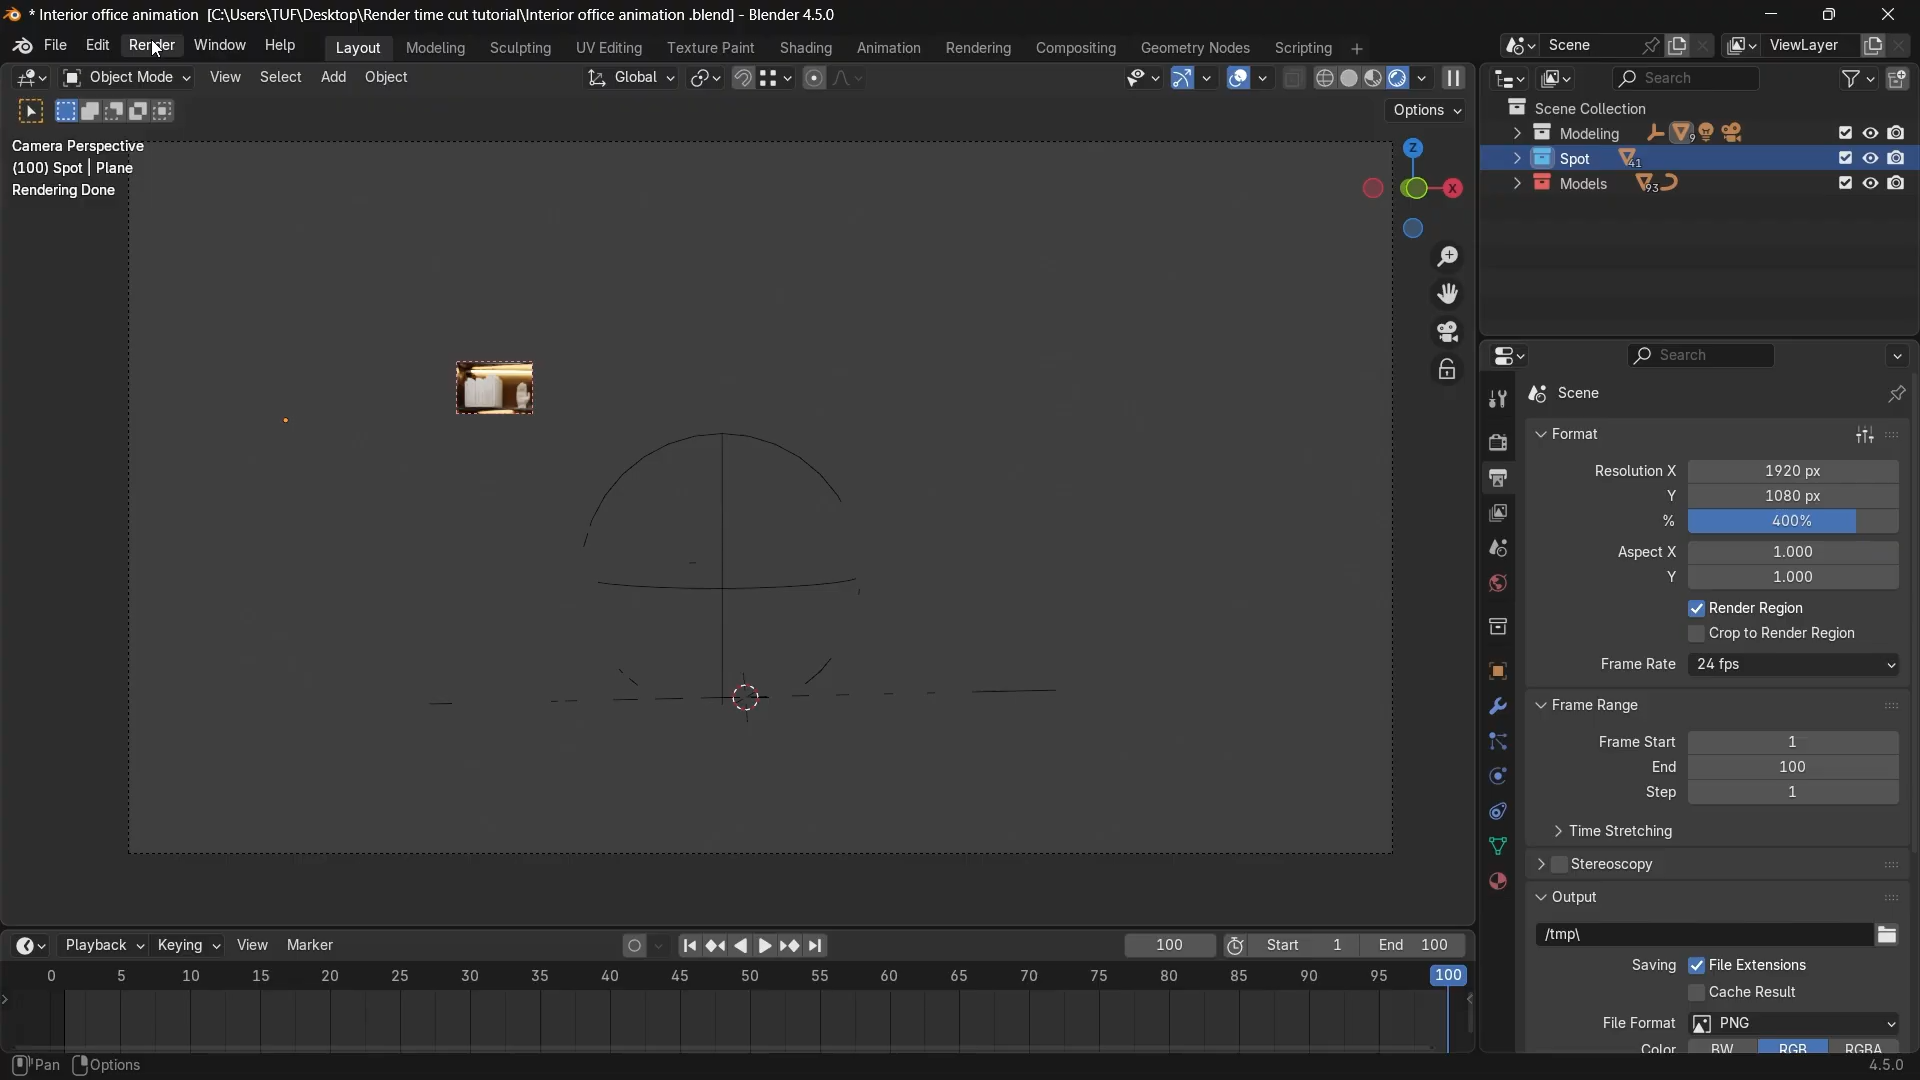 * Interior office animation [C:\Users\TUF\Desktop\Render time cut tutorial\Interior office animation .blend] - Blender 4.5.0
File Edit Render Window Help Layout Modeling Sculpting UV Editing Texture Paint Shading Animation Rendering Compositing Geometry Nodes Scripting + Scene ViewLayer
Object Mode View Select Add Object Global Search
Options
Camera Perspective
(100) Spot | Plane
Rendering Done
Z
X
Scene Collection
Modeling 9
Spot 41
Models 93
Search
Scene
Format
Resolution X 1920 px
Y 1080 px
% 400%
Aspect X 1.000
Y 1.000
Render Region
Crop to Render Region
Frame Rate 24 fps
Frame Range
Frame Start 1
End 100
Step 1
Time Stretching
Stereoscopy
Output
/tmp\
Saving File Extensions
Cache Result
File Format PNG
Color BW RGB RGBA
Playback Keying View Marker 100 Start 1 End 100
0 5 10 15 20 25 30 35 40 45 50 55 60 65 70 75 80 85 90 95 100
Pan Options 4.5.0